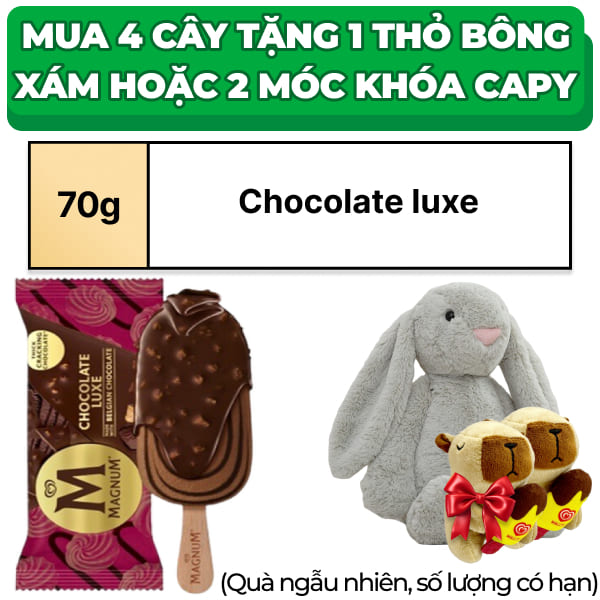 MUA 4 CÂY TẶNG 1 THỎ BÔNG
XÁM HOẶC 2 MÓC KHÓA CAPY
70g
Chocolate luxe
THICK
CRACKING
CHOCOLATE
CHOCOLATE
LUXE
WITH
BELGIAN CHOCOLATE
M
MAGNUM
MAGNUM
(Quà ngẫu nhiên, số lượng có hạn)